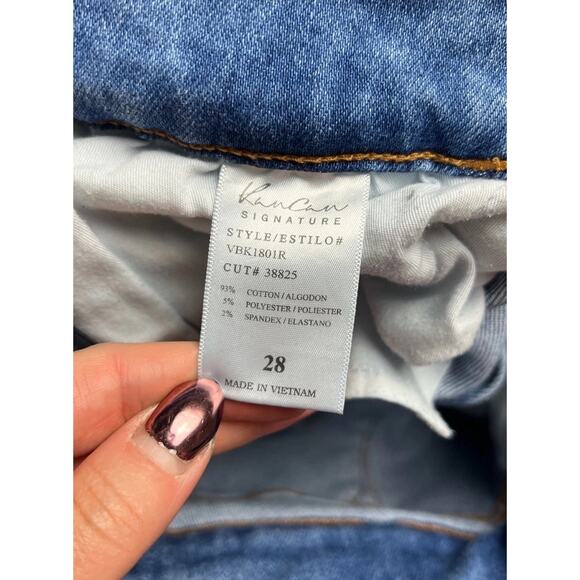 KanCan
SIGNATURE
STYLE/ESTILO#
VBK1801R
CUT# 38825
93% COTTON/ALGODON
5% POLYESTER/POLIESTER
2% SPANDEX/ELASTANO
28
MADE IN VIETNAM